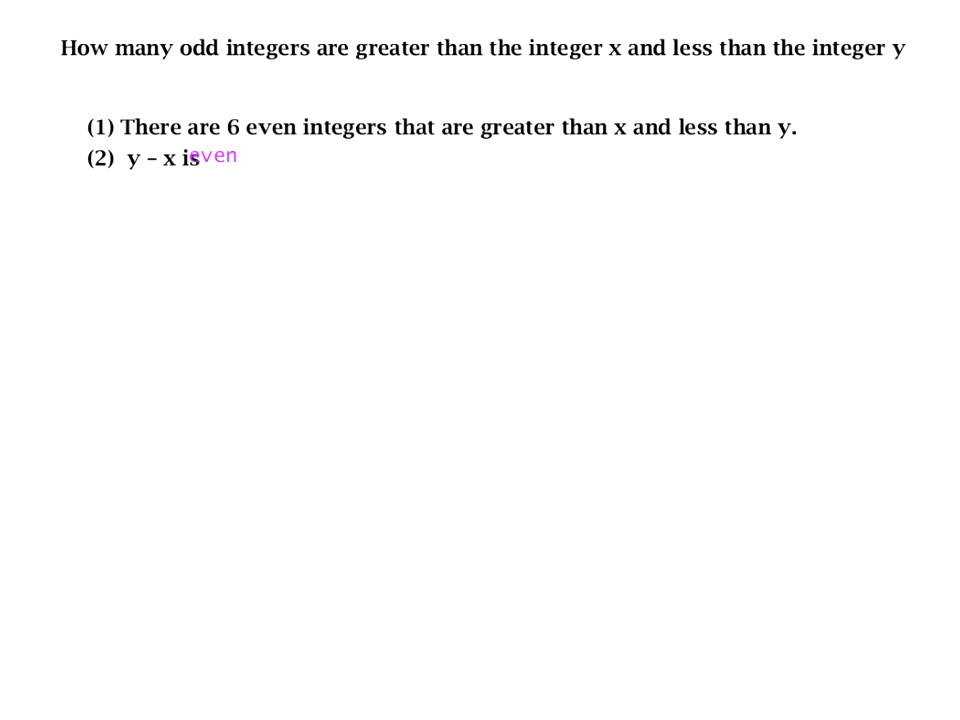 How many odd integers are greater than the integer x and less than the integer y
(1) There are 6 even integers that are greater than x and less than y.
(2) y – x is even